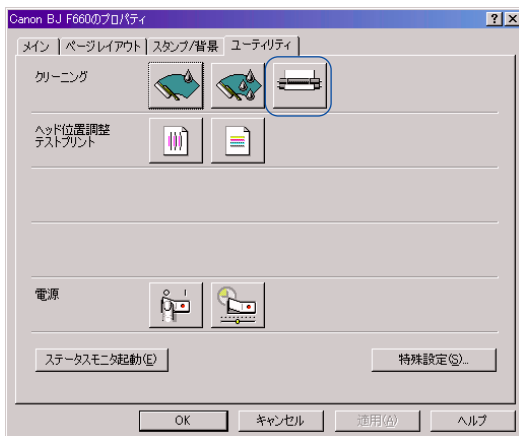 Canon BJ F660のプロパティ
メイン ページレイアウト スタンプ/背景 ユーティリティ
クリーニング
ヘッド位置調整
テストプリント
電源
ステータスモニタ起動(E) 特殊設定(S)...
OK キャンセル 適用(A) ヘルプ